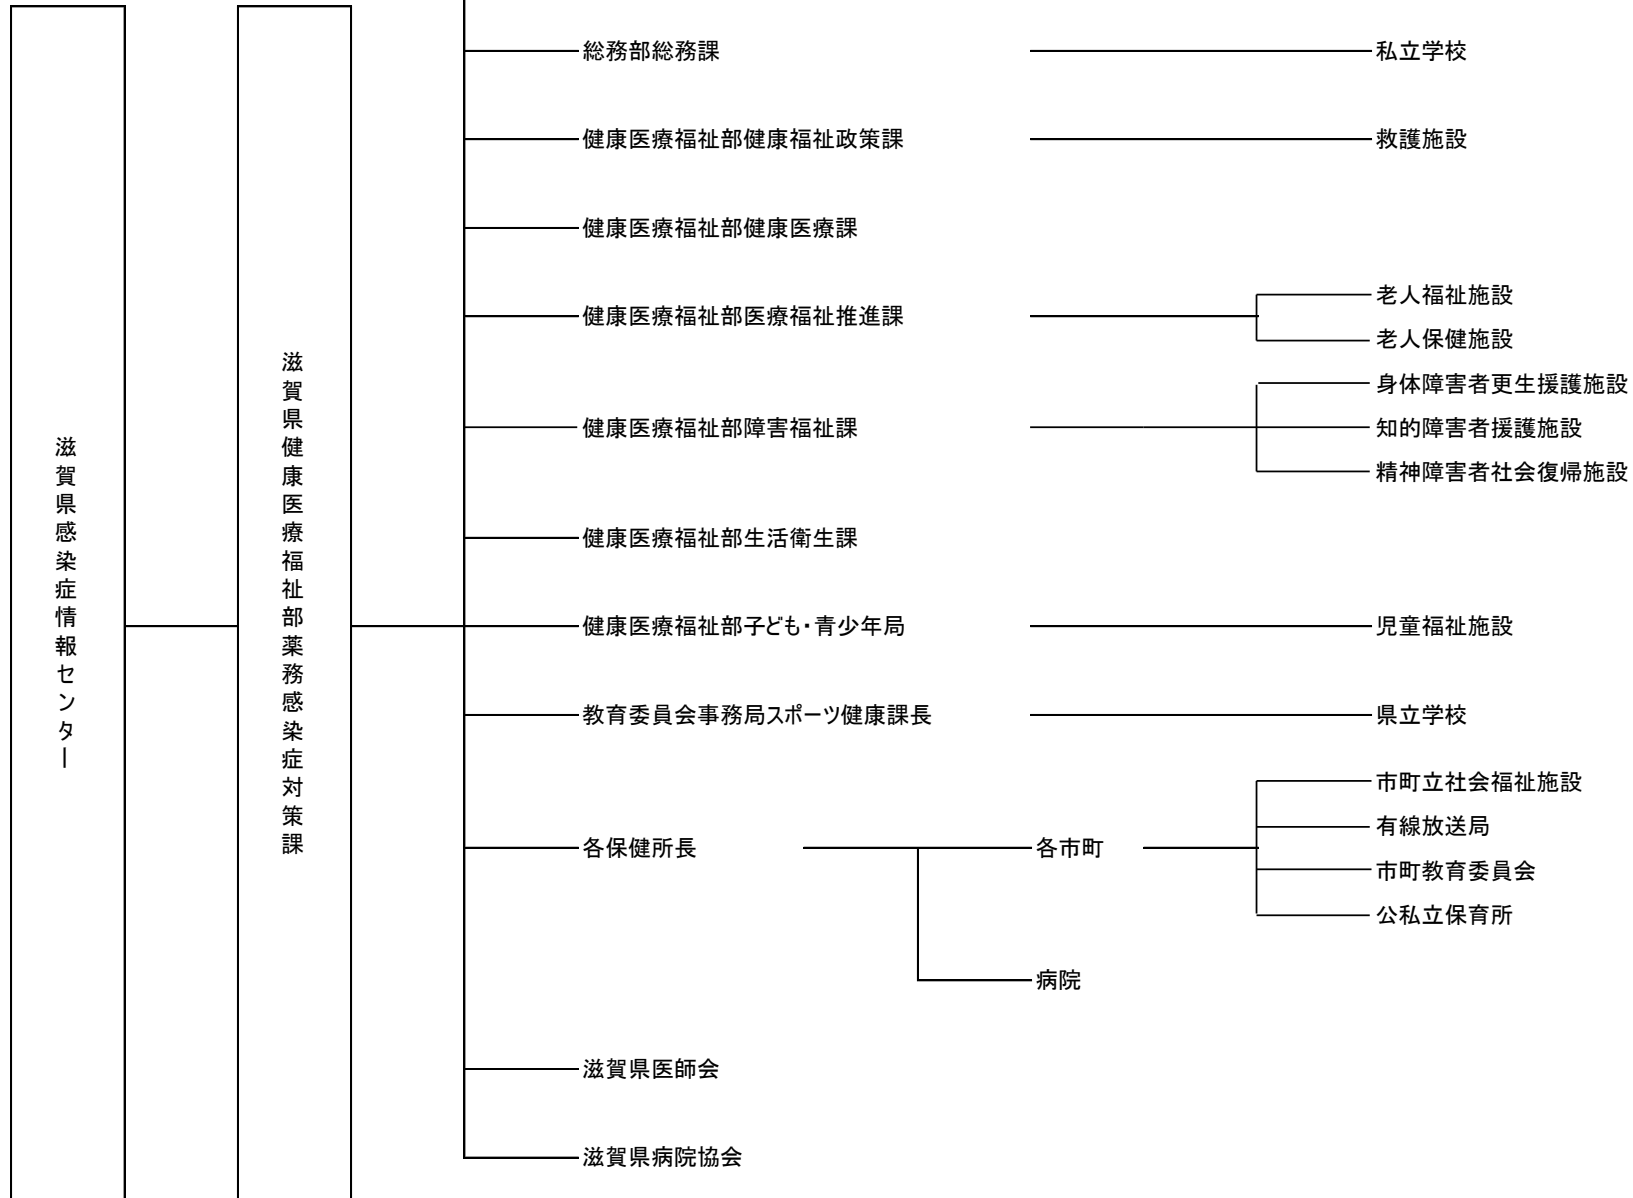 滋賀県感染症情報センター
滋賀県健康医療福祉部薬務感染症対策課
総務部総務課
私立学校
健康医療福祉部健康福祉政策課
救護施設
健康医療福祉部健康医療課
健康医療福祉部医療福祉推進課
老人福祉施設
老人保健施設
健康医療福祉部障害福祉課
身体障害者更生援護施設
知的障害者援護施設
精神障害者社会復帰施設
健康医療福祉部生活衛生課
健康医療福祉部子ども・青少年局
児童福祉施設
教育委員会事務局スポーツ健康課長
県立学校
各保健所長
各市町
市町立社会福祉施設
有線放送局
市町教育委員会
公私立保育所
病院
滋賀県医師会
滋賀県病院協会